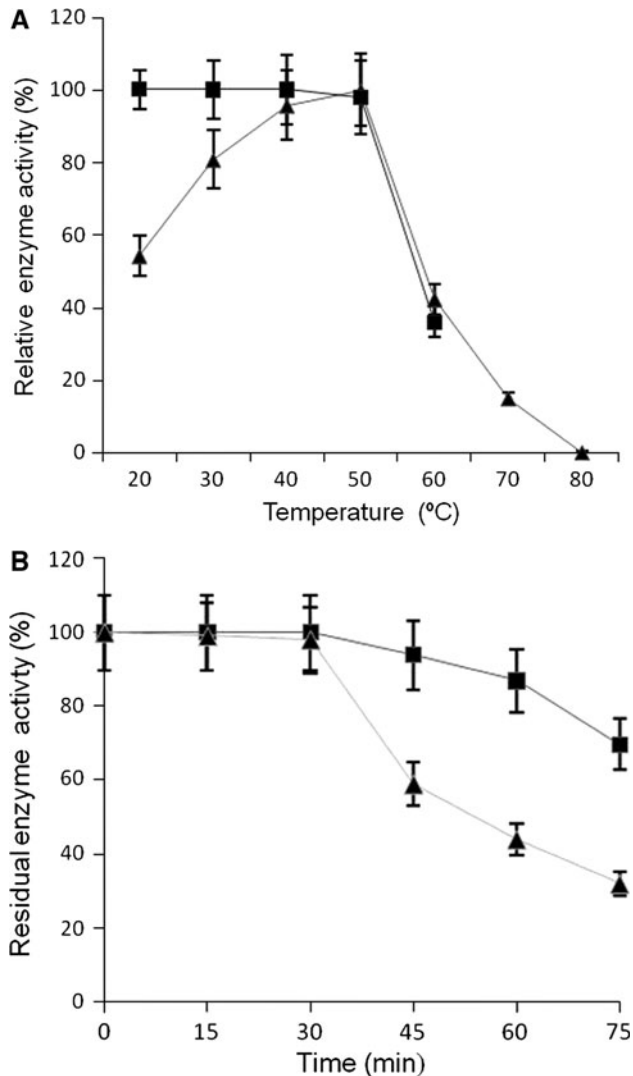 A
Relative enzyme activity (%)
120
100
80
60
40
20
0
20 30 40 50 60 70 80
Temperature (ºC)
B
Residual enzyme activty (%)
120
100
80
60
40
20
0
0 15 30 45 60 75
Time (min)